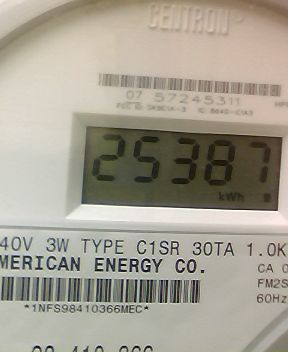 CENTRON®
07 57245311
25387
kWh
40V 3W TYPE C1SR 30TA 1.0K
MERICAN ENERGY CO.
CA 0
FM2S
60Hz
*1NFS98410366MEC*